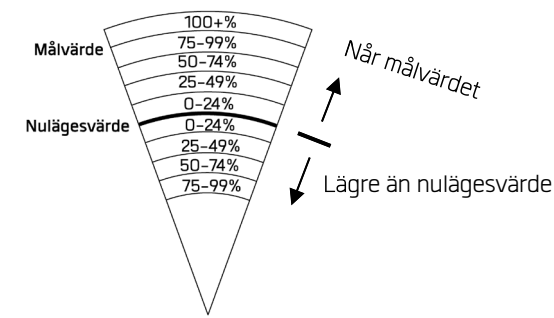 100+%
Målvärde
75-99%
50-74%
25-49%
0-24%
Nulägesvärde
0-24%
25-49%
50-74%
75-99%
Når målvärdet
Lägre än nulägesvärde